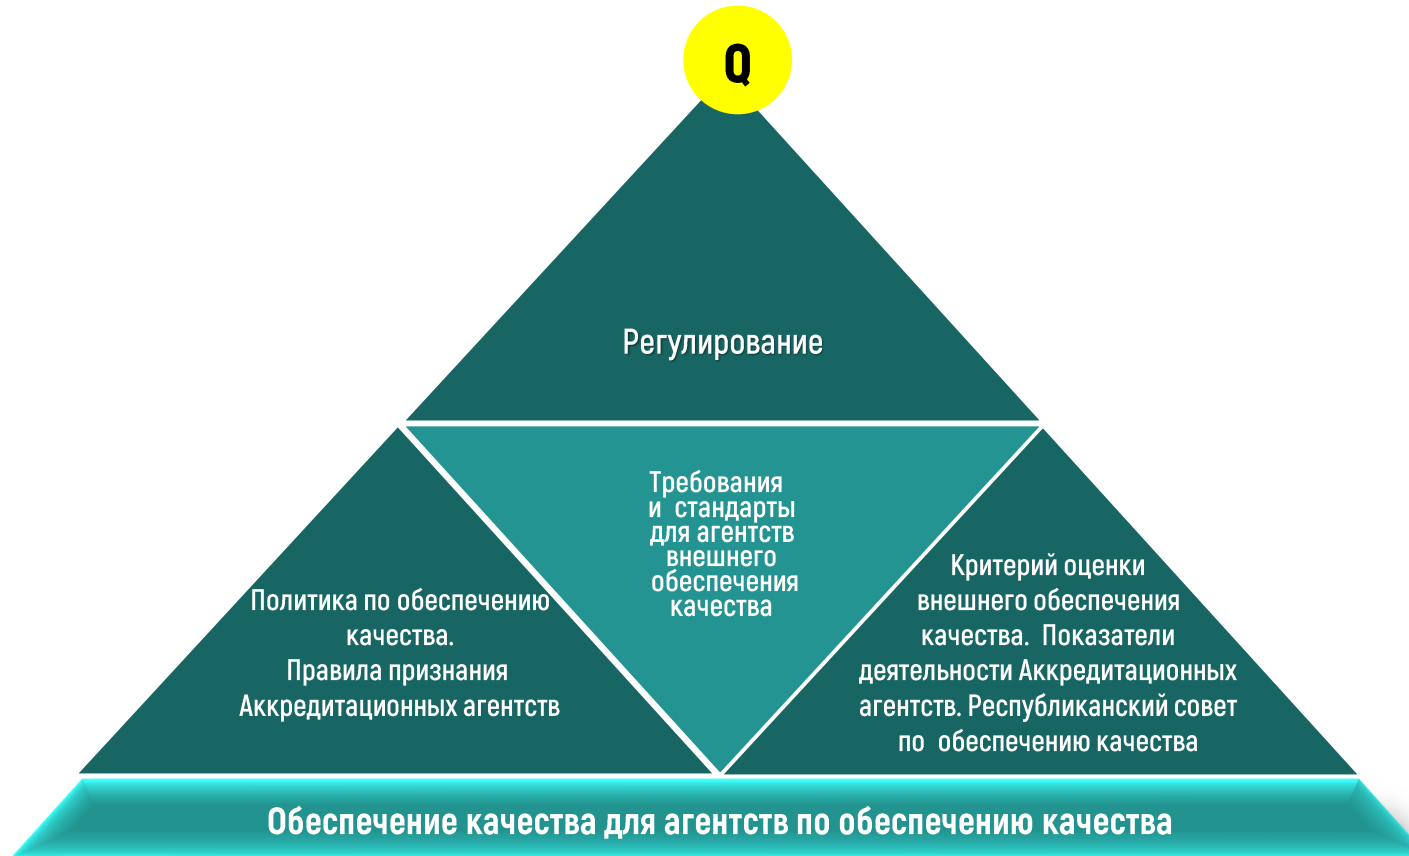 Q
Регулирование
Требования
и стандарты
для агентств
внешнего
обеспечения
качества
Политика по обеспечению
качества.
Правила признания
Аккредитационных агентств
Критерий оценки
внешнего обеспечения
качества. Показатели
деятельности Аккредитационных
агентств. Республиканский совет
по обеспечению качества
Обеспечение качества для агентств по обеспечению качества